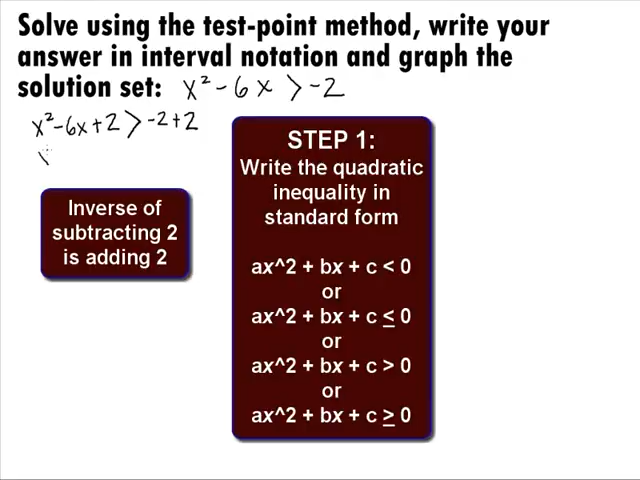 Solve using the test-point method, write your
answer in interval notation and graph the
solution set: x² - 6x > -2
x² - 6x + 2 > -2 + 2
Inverse of
subtracting 2
is adding 2
STEP 1:
Write the quadratic
inequality in
standard form
ax^2 + bx + c < 0
or
ax^2 + bx + c ≤ 0
or
ax^2 + bx + c > 0
or
ax^2 + bx + c ≥ 0